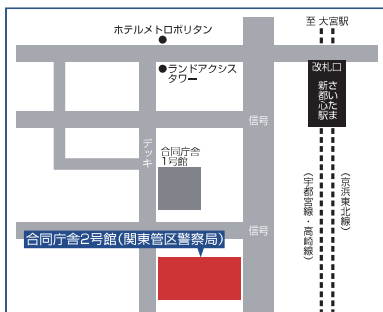 至 大宮駅
ホテルメトロポリタン
●ランドアクシス
タワー
改札口
さいたま
新都心駅
信号
デッキ
合同庁舎
1号館
(宇都宮線・高崎線)
(京浜東北線)
信号
合同庁舎2号館(関東管区警察局)